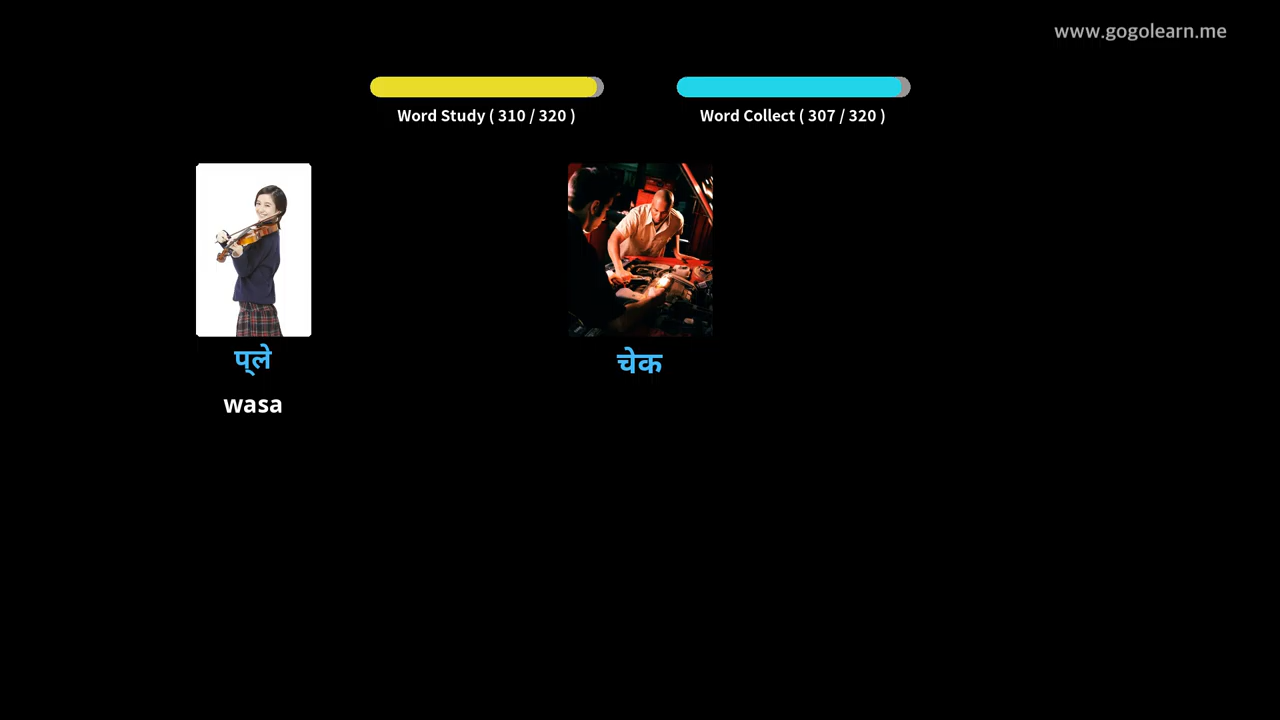 www.gogolearn.me
Word Study ( 310 / 320 )
Word Collect ( 307 / 320 )
प्‌ले
चेक
wasa